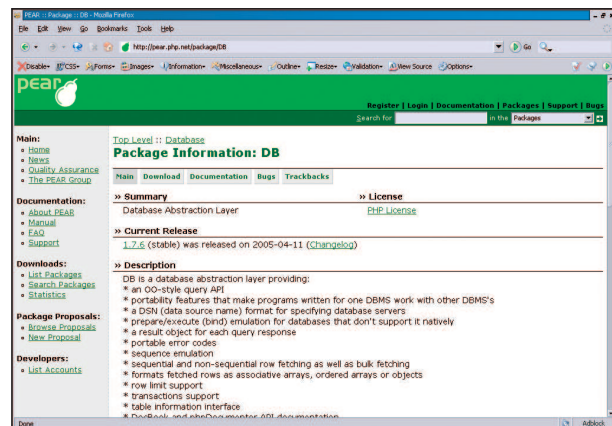 PEAR :: Package :: DB - Mozilla Firefox
File Edit View Go Bookmarks Tools Help
http://pear.php.net/package/DB
Go
Disable CSS Forms Images Information Miscellaneous Outline Resize Validation View Source Options
pear
Register | Login | Documentation | Packages | Support | Bugs
Search for in the Packages
Main:
Home
News
Quality Assurance
The PEAR Group
Documentation:
About PEAR
Manual
FAQ
Support
Downloads:
List Packages
Search Packages
Statistics
Package Proposals:
Browse Proposals
New Proposal
Developers:
List Accounts
Top Level :: Database
Package Information: DB
Main Download Documentation Bugs Trackbacks
» Summary
Database Abstraction Layer
» License
PHP License
» Current Release
1.7.6 (stable) was released on 2005-04-11 (Changelog)
» Description
DB is a database abstraction layer providing:
* an OO-style query API
* portability features that make programs written for one DBMS work with other DBMS's
* a DSN (data source name) format for specifying database servers
* prepare/execute (bind) emulation for databases that don't support it natively
* a result object for each query response
* portable error codes
* sequence emulation
* sequential and non-sequential row fetching as well as bulk fetching
* formats fetched rows as associative arrays, ordered arrays or objects
* row limit support
* transactions support
* table information interface
* DocBook and phpDocumentor API documentation
Done
Adblock